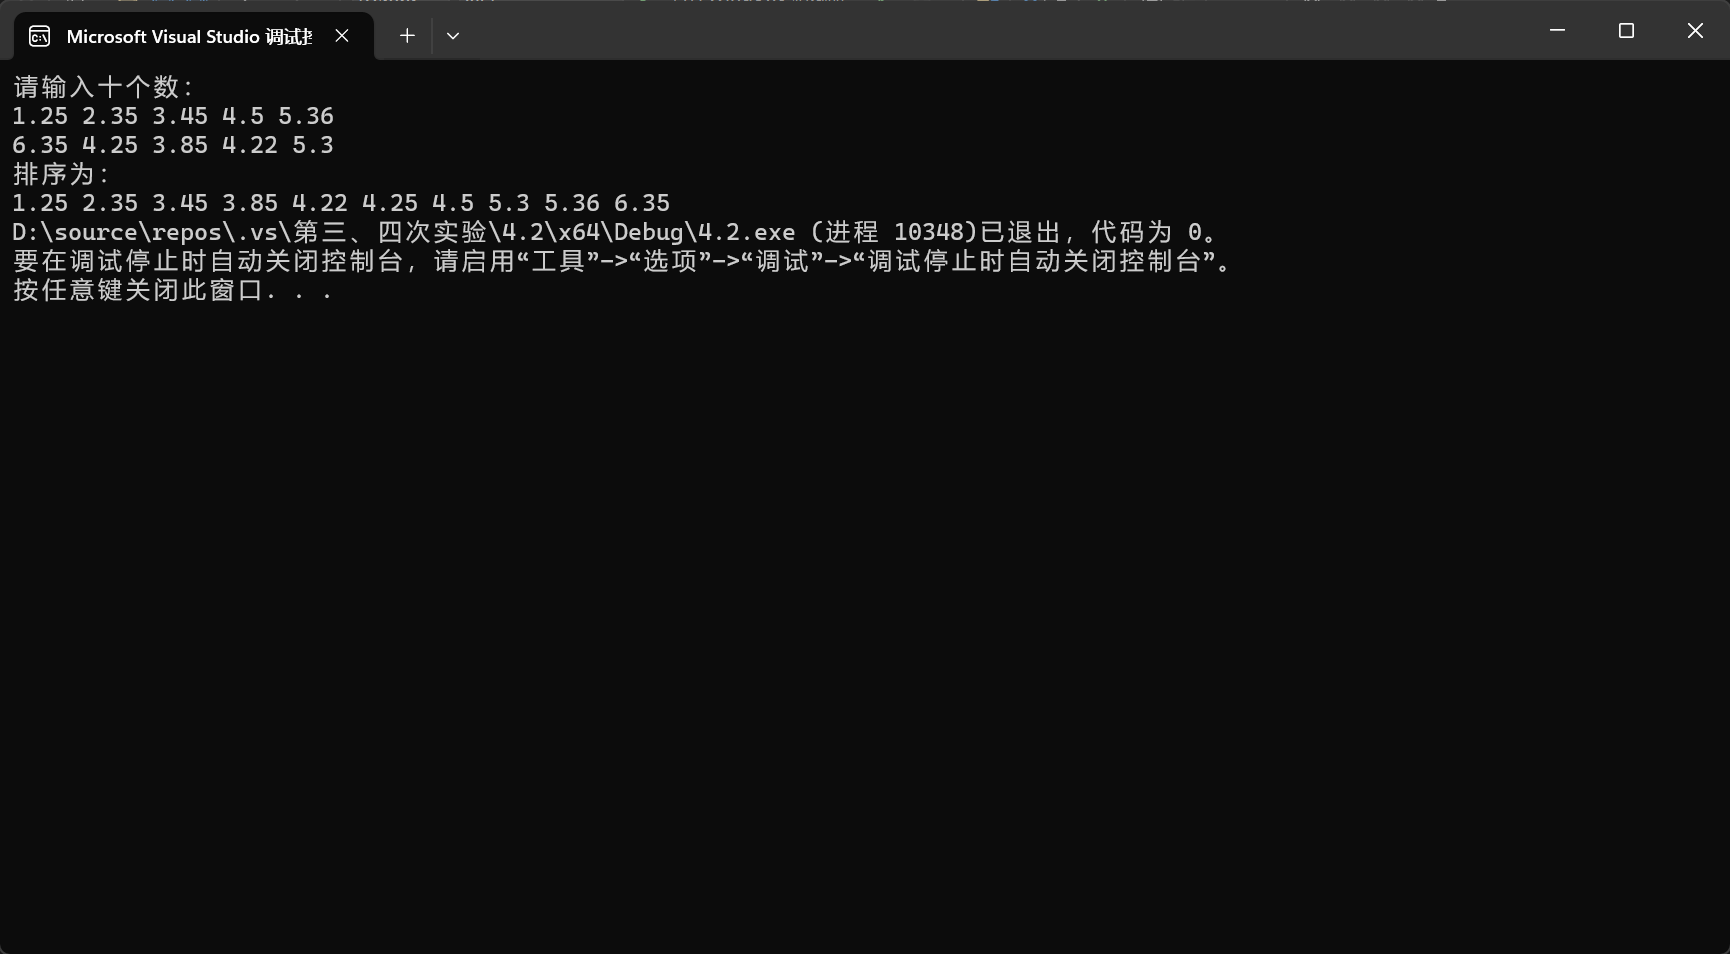 Microsoft Visual Studio 调试控
请输入十个数:
1.25 2.35 3.45 4.5 5.36
6.35 4.25 3.85 4.22 5.3
排序为:
1.25 2.35 3.45 3.85 4.22 4.25 4.5 5.3 5.36 6.35
D:\source\repos\.vs\第三、四次实验\4.2\x64\Debug\4.2.exe (进程 10348)已退出，代码为 0。
要在调试停止时自动关闭控制台，请启用“工具”->“选项”->“调试”->“调试停止时自动关闭控制台”。
按任意键关闭此窗口. . .